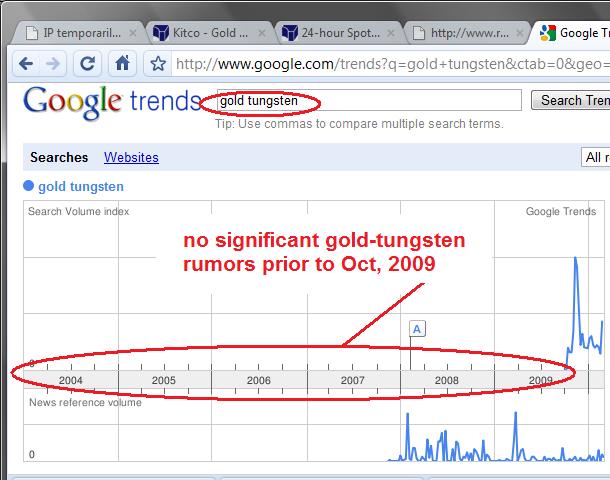 IP temporaril...
Kitco - Gold ...
24-hour Spot...
http://www.r...
Google Tr
http://www.google.com/trends?q=gold+tungsten&ctab=0&geo=
Google trends
gold tungsten
Search Tren
Tip: Use commas to compare multiple search terms.
Searches Websites
All r
gold tungsten
Search Volume index
Google Trends
no significant gold-tungsten
rumors prior to Oct, 2009
A
0
2004 2005 2006 2007 2008 2009
News reference volume
0